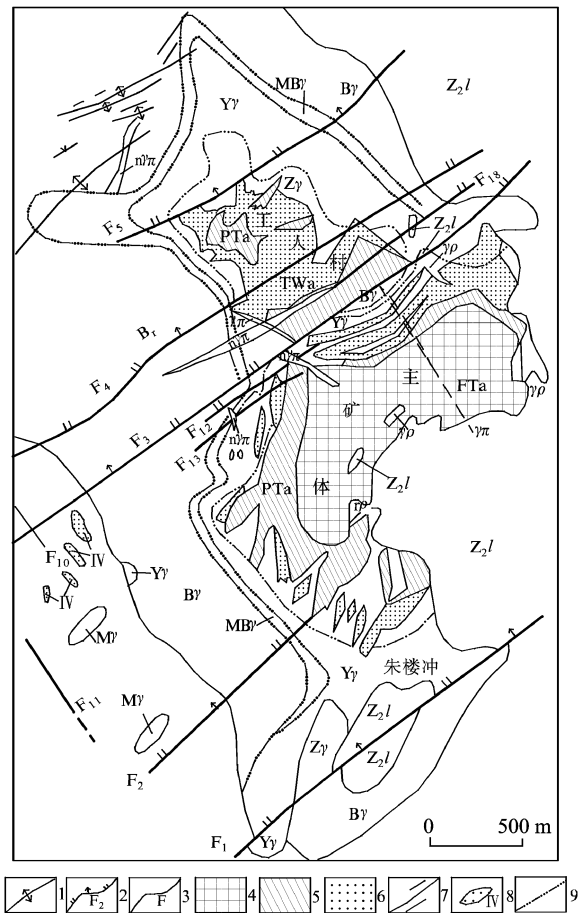 MBγ
Bγ
Z₂l
Yγ
nγπ
Zγ
F₁₈
F₅
PTa
工
人
村
Z₂l
γρ
TWa
Bγ
Yγ
Bᵣ
nγπ
nγπ
F₄
主
FTa
F₃
矿
γρ
F₁₂
nγπ
γρ
γπ
F₁₃
Z₂l
PTa
体
Z₂l
F₁₀
IV
Yγ
IV
Bγ
MBγ
Mγ
Yγ
朱楼冲
F₁₁
Mγ
Z₂l
Zγ
F₂
Z₂l
Bγ
F₁
Yγ
0 500 m
1 F₂ 2 F 3 4 5 6 7 IV 8 9